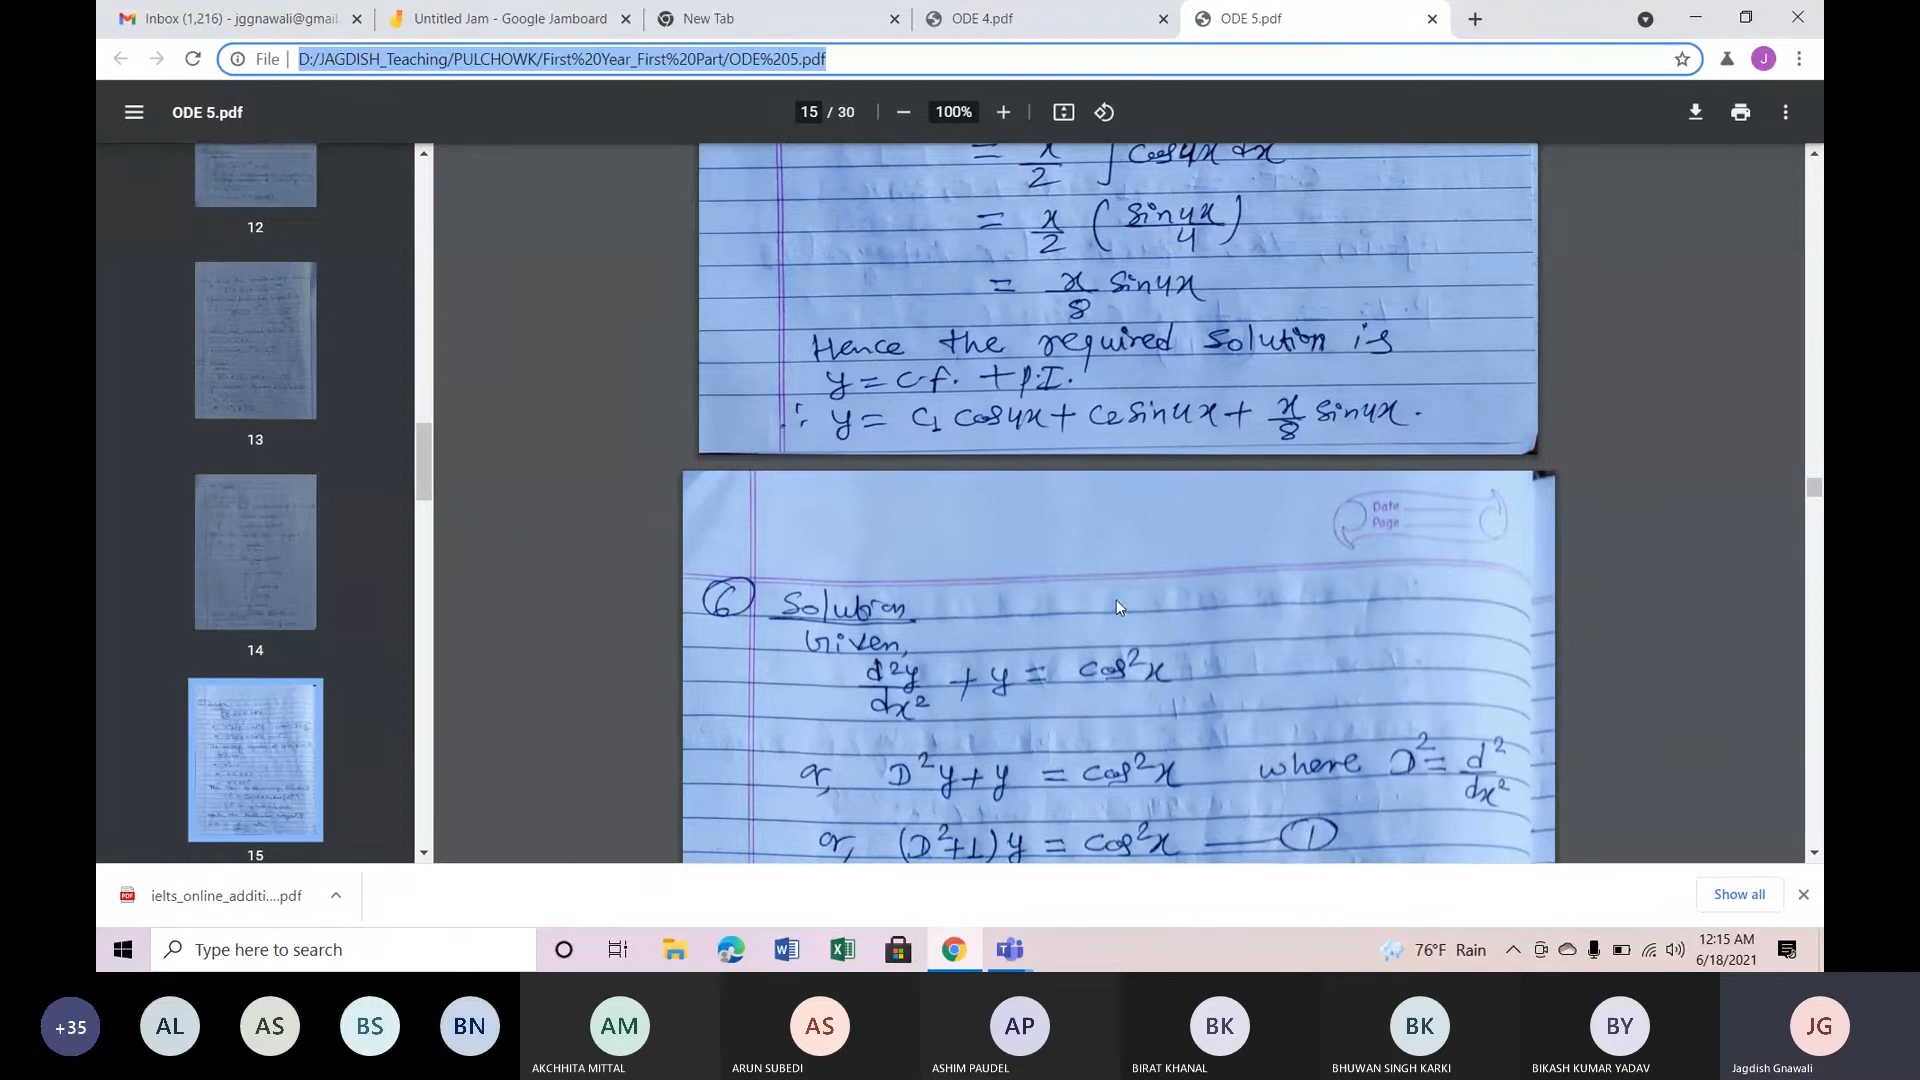 Inbox (1,216) - jggnawali@gmai
Untitled Jam - Google Jamboard
New Tab
ODE 4.pdf
ODE 5.pdf
File
D:/JAGDISH_Teaching/PULCHOWK/First%20Year_First%20Part/ODE%205.pdf
J
ODE 5.pdf
15 / 30
100%
12
13
14
15
= x/2 ∫ cos4x dx
= x/2 (sin4x/4)
= x/8 sin4x
Hence the required solution is
y = C.f. + P.I.
∴ y = C1 cos4x + C2 sin4x + x/8 sin4x.
Date
Page
6 Solution
Given,
d²y/dx² + y = cos²x
or, D²y + y = cos²x where D² = d²/dx²
or, (D²+1)y = cos²x — 1
ielts_online_additi....pdf
Show all
Type here to search
76°F Rain
12:15 AM
6/18/2021
+35
AL
AS
BS
BN
AM
AKCHHITA MITTAL
AS
ARUN SUBEDI
AP
ASHIM PAUDEL
BK
BIRAT KHANAL
BK
BHUWAN SINGH KARKI
BY
BIKASH KUMAR YADAV
JG
Jagdish Gnawali